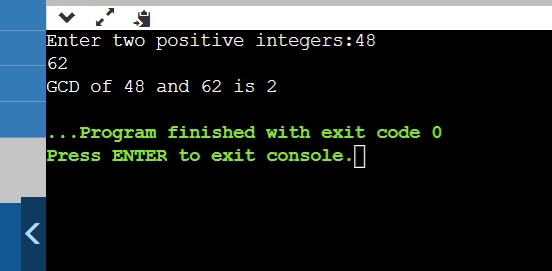 Enter two positive integers:48
62
GCD of 48 and 62 is 2
...Program finished with exit code 0
Press ENTER to exit console.